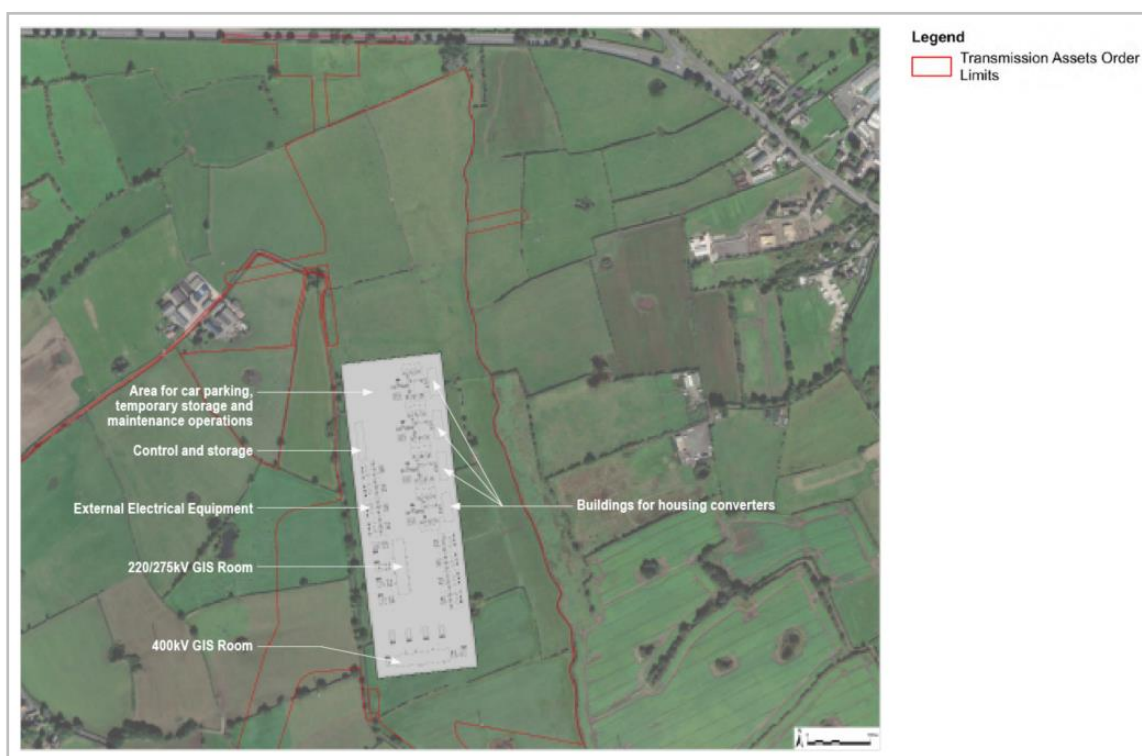 Legend
Transmission Assets Order
Limits
Area for car parking,
temporary storage and
maintenance operations
Control and storage
External Electrical Equipment
Buildings for housing converters
220/275kV GIS Room
400kV GIS Room